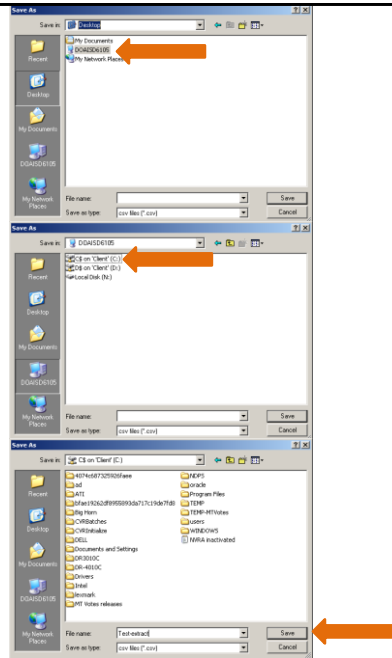 Save As
Save in: Desktop
My Documents
DOAISD6105
My Network Places
Recent
Desktop
My Documents
DOAISD6105
My Network
Places
File name:
Save
Save as type:
csv files (*.csv)
Cancel
Save As
Save in: DOAISD6105
C$ on 'Client' (C:)
D$ on 'Client' (D:)
Local Disk (N:)
Recent
Desktop
My Documents
DOAISD6105
My Network
Places
File name:
Save
Save as type:
csv files (*.csv)
Cancel
Save As
Save in: C$ on 'Client' (C:)
ad
ATI
Big Horn
CVRBatches
CVRInitialize
DELL
Documents and Settings
DR3010C
DR-4010C
Drivers
Intel
lexmark
MT Votes releases
NDPS
oracle
Program Files
TEMP
TEMP-MTVotes
users
WINDOWS
NVRA inactivated
Recent
Desktop
My Documents
DOAISD6105
My Network
Places
File name: Test-extract
Save
Save as type:
csv files (*.csv)
Cancel